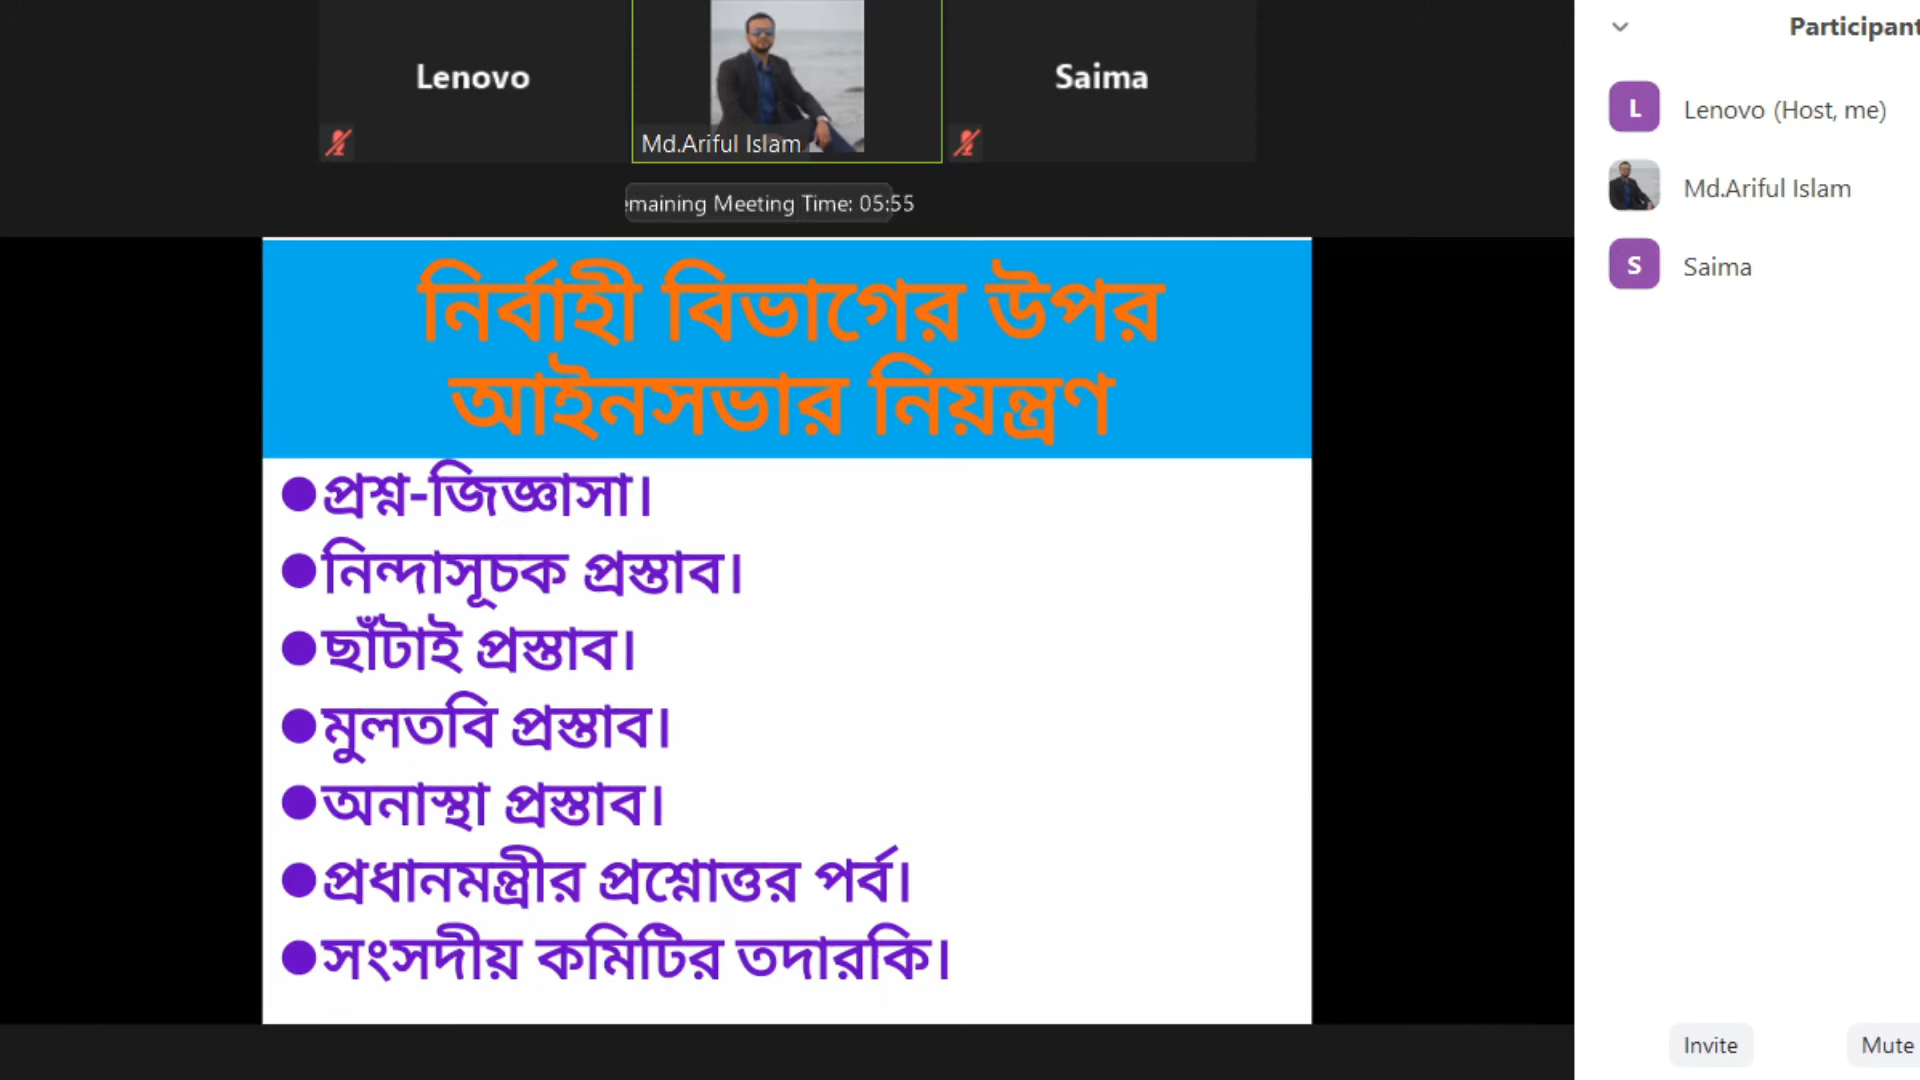 Lenovo
Md.Ariful Islam
Saima
emaining Meeting Time: 05:55
নির্বাহী বিভাগের উপর
আইনসভার নিয়ন্ত্রণ
●প্রশ্ন-জিজ্ঞাসা।
●নিন্দাসূচক প্রস্তাব।
●ছাঁটাই প্রস্তাব।
●মুলতবি প্রস্তাব।
●অনাস্থা প্রস্তাব।
●প্রধানমন্ত্রীর প্রশ্নোত্তর পর্ব।
●সংসদীয় কমিটির তদারকি।
Participant
L Lenovo (Host, me)
Md.Ariful Islam
S Saima
Invite Mute